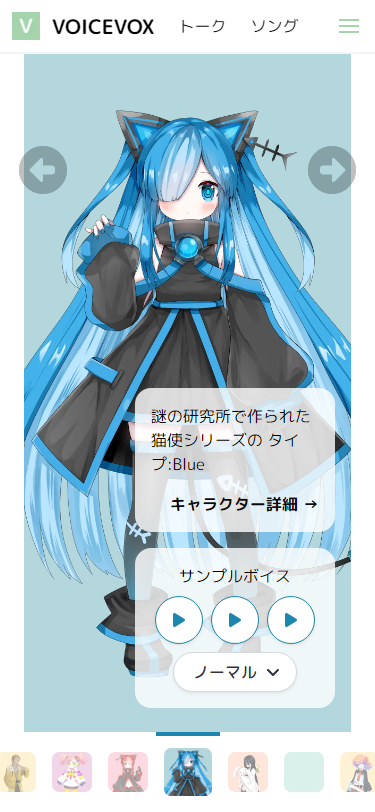 V VOICEVOX トーク ソング
謎の研究所で作られた
猫使シリーズの タイ
プ:Blue
キャラクター詳細 →
サンプルボイス
ノーマル